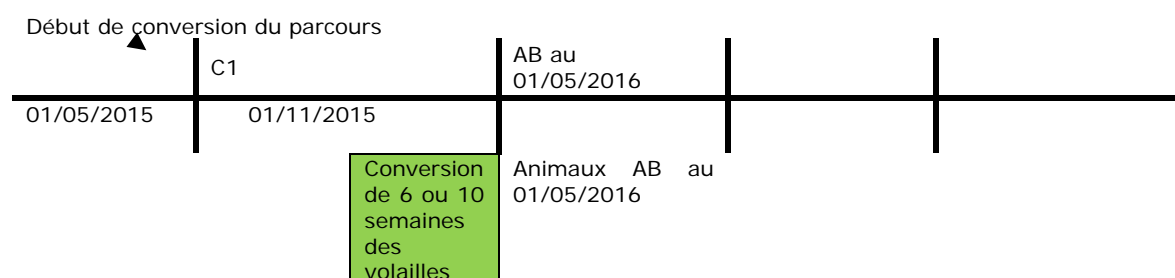 Début de conversion du parcours
C1
AB au
01/05/2016
01/05/2015
01/11/2015
Conversion
de 6 ou 10
semaines
des
volailles
Animaux AB au
01/05/2016